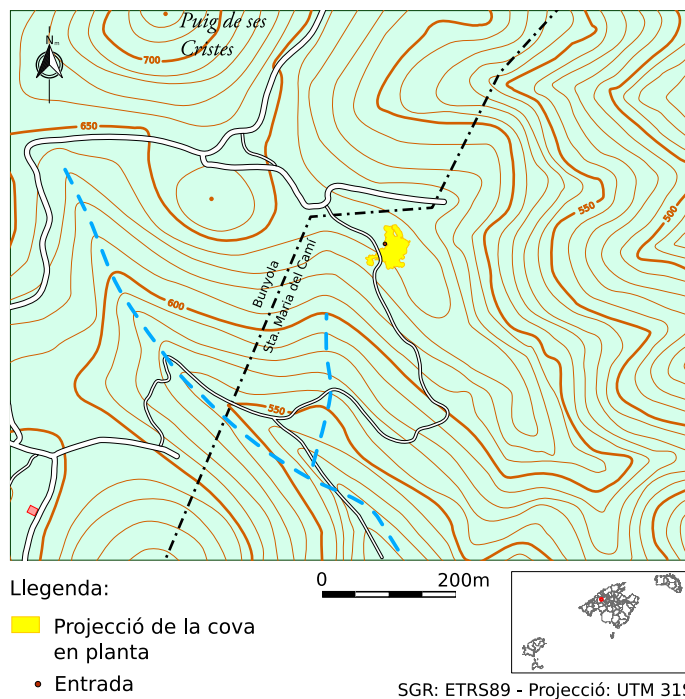 Puig de ses
Cristes
N
m
700
650
550
500
600
550
Bunyola
Sta. Maria del Camí
Llegenda:
0 200m
Projecció de la cova
en planta
Entrada
SGR: ETRS89 - Projecció: UTM 31S